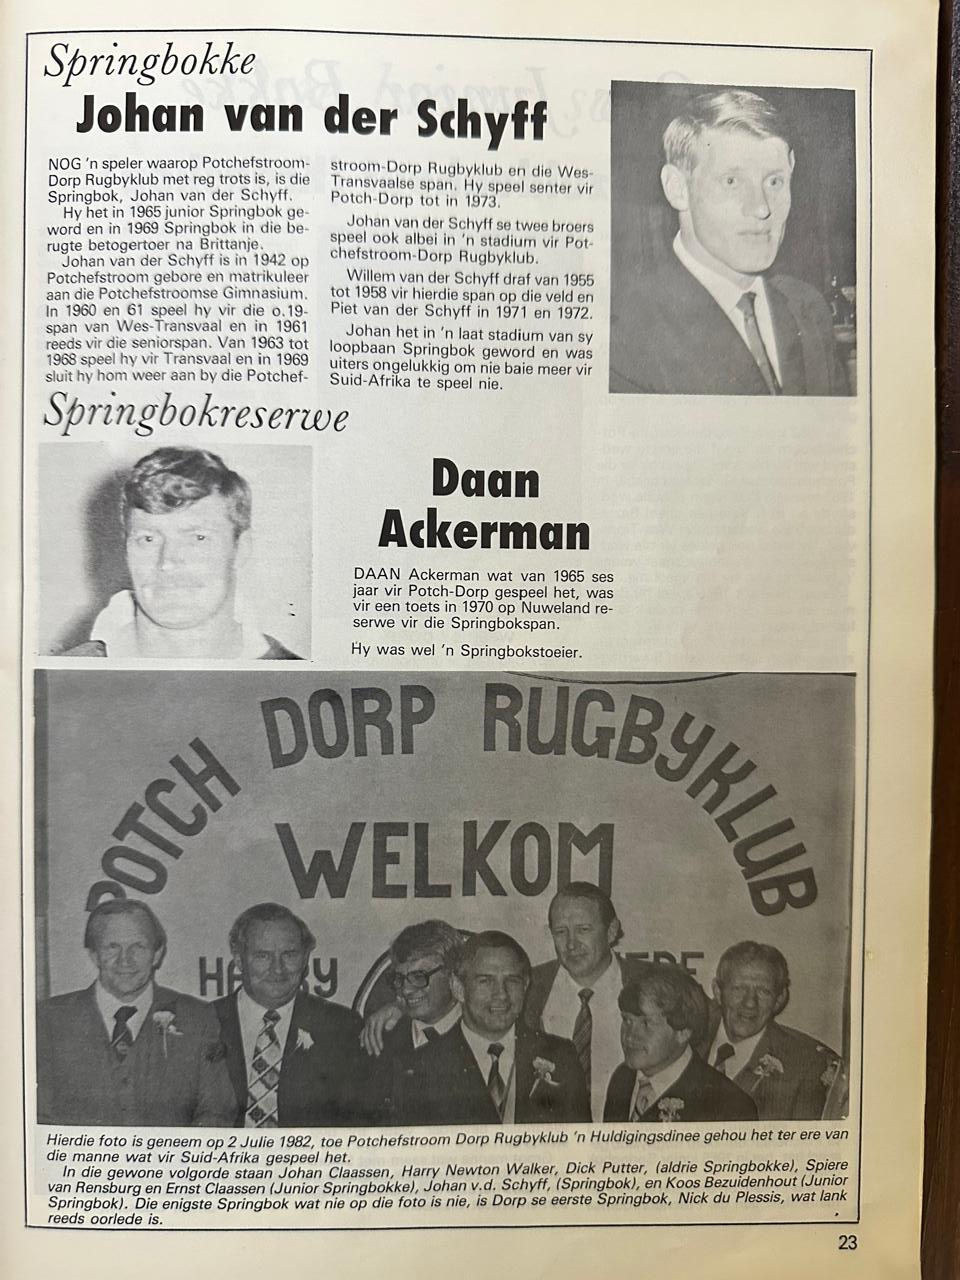 Springbokke
Johan van der Schyff
NOG 'n speler waarop Potchefstroom-
Dorp Rugbyklub met reg trots is, is die
Springbok, Johan van der Schyff.
Hy het in 1965 junior Springbok ge-
word en in 1969 Springbok in die be-
rugte betogertoer na Brittanje.
Johan van der Schyff is in 1942 op
Potchefstroom gebore en matrikuleer
aan die Potchefstroomse Gimnasium.
In 1960 en 61 speel hy vir die o.19-
span van Wes-Transvaal en in 1961
reeds vir die seniorspan. Van 1963 tot
1968 speel hy vir Transvaal en in 1969
sluit hy hom weer aan by die Potchef-
stroom-Dorp Rugbyklub en die Wes-
Transvaalse span. Hy speel senter vir
Potch-Dorp tot in 1973.
Johan van der Schyff se twee broers
speel ook albei in 'n stadium vir Pot-
chefstroom-Dorp Rugbyklub.
Willem van der Schyff draf van 1955
tot 1958 vir hierdie span op die veld en
Piet van der Schyff in 1971 en 1972.
Johan het in 'n laat stadium van sy
loopbaan Springbok geword en was
uiters ongelukkig om nie baie meer vir
Suid-Afrika te speel nie.
Springbokreserwe
Daan
Ackerman
DAAN Ackerman wat van 1965 ses
jaar vir Potch-Dorp gespeel het, was
vir een toets in 1970 op Nuweland re-
serwe vir die Springbokspan.
Hy was wel 'n Springbokstoeier.
POTCH DORP RUGBYKLUB
WELKOM
Hierdie foto is geneem op 2 Julie 1982, toe Potchefstroom Dorp Rugbyklub 'n Huldigingsdinee gehou het ter ere van
die manne wat vir Suid-Afrika gespeel het.
In die gewone volgorde staan Johan Claassen, Harry Newton Walker, Dick Putter, (aldrie Springbokke), Spiere
van Rensburg en Ernst Claassen (Junior Springbokke), Johan v.d. Schyff, (Springbok), en Koos Bezuidenhout (Junior
Springbok). Die enigste Springbok wat nie op die foto is nie, is Dorp se eerste Springbok, Nick du Plessis, wat lank
reeds oorlede is.
23